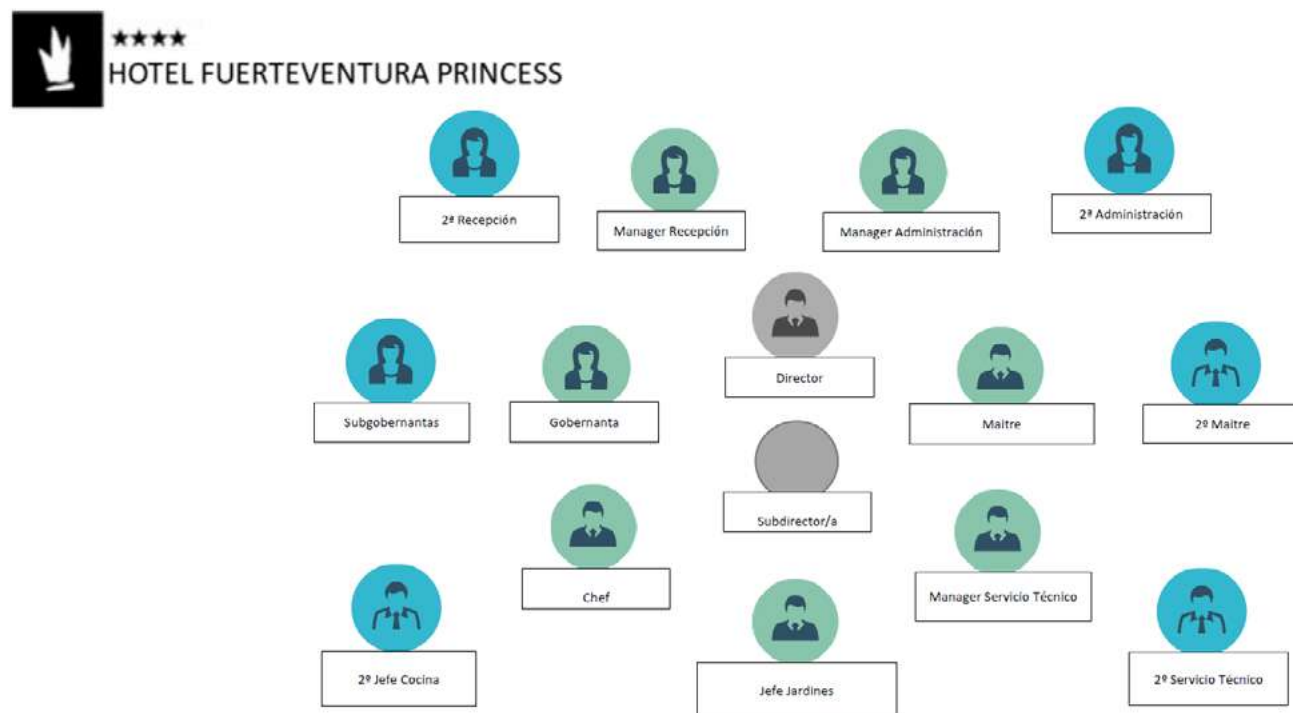 ★★★★
HOTEL FUERTEVENTURA PRINCESS
2ª Recepción
Manager Recepción
Manager Administración
2ª Administración
Director
Subgobernantas
Gobernanta
Maitre
2º Maitre
Subdirector/a
Chef
Manager Servicio Técnico
2º Jefe Cocina
Jefe Jardines
2º Servicio Técnico